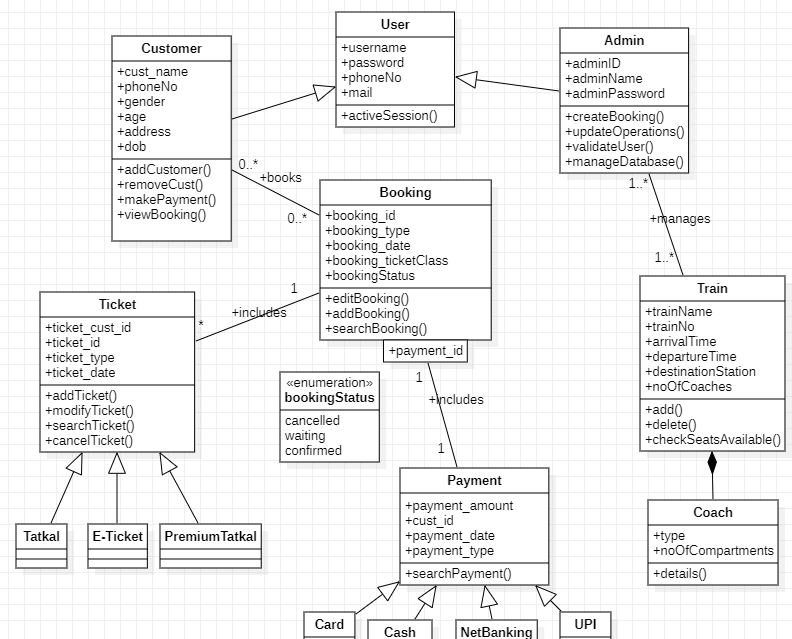 User
+username
+password
+phoneNo
+mail
+activeSession()
Customer
+cust_name
+phoneNo
+gender
+age
+address
+dob
+addCustomer()
+removeCust()
+makePayment()
+viewBooking()
Admin
+adminID
+adminName
+adminPassword
+createBooking()
+updateOperations()
+validateUser()
+manageDatabase()
0..*
+books
0..*
Booking
+booking_id
+booking_type
+booking_date
+booking_ticketClass
+bookingStatus
+editBooking()
+addBooking()
+searchBooking()
+payment_id
1..*
+manages
1..*
Train
+trainName
+trainNo
+arrivalTime
+departureTime
+destinationStation
+noOfCoaches
+add()
+delete()
+checkSeatsAvailable()
1
+includes
*
Ticket
+ticket_cust_id
+ticket_id
+ticket_type
+ticket_date
+addTicket()
+modifyTicket()
+searchTicket()
+cancelTicket()
«enumeration»
bookingStatus
cancelled
waiting
confirmed
1
+includes
1
Payment
+payment_amount
+cust_id
+payment_date
+payment_type
+searchPayment()
Coach
+type
+noOfCompartments
+details()
Tatkal
E-Ticket
PremiumTatkal
Card
Cash
NetBanking
UPI